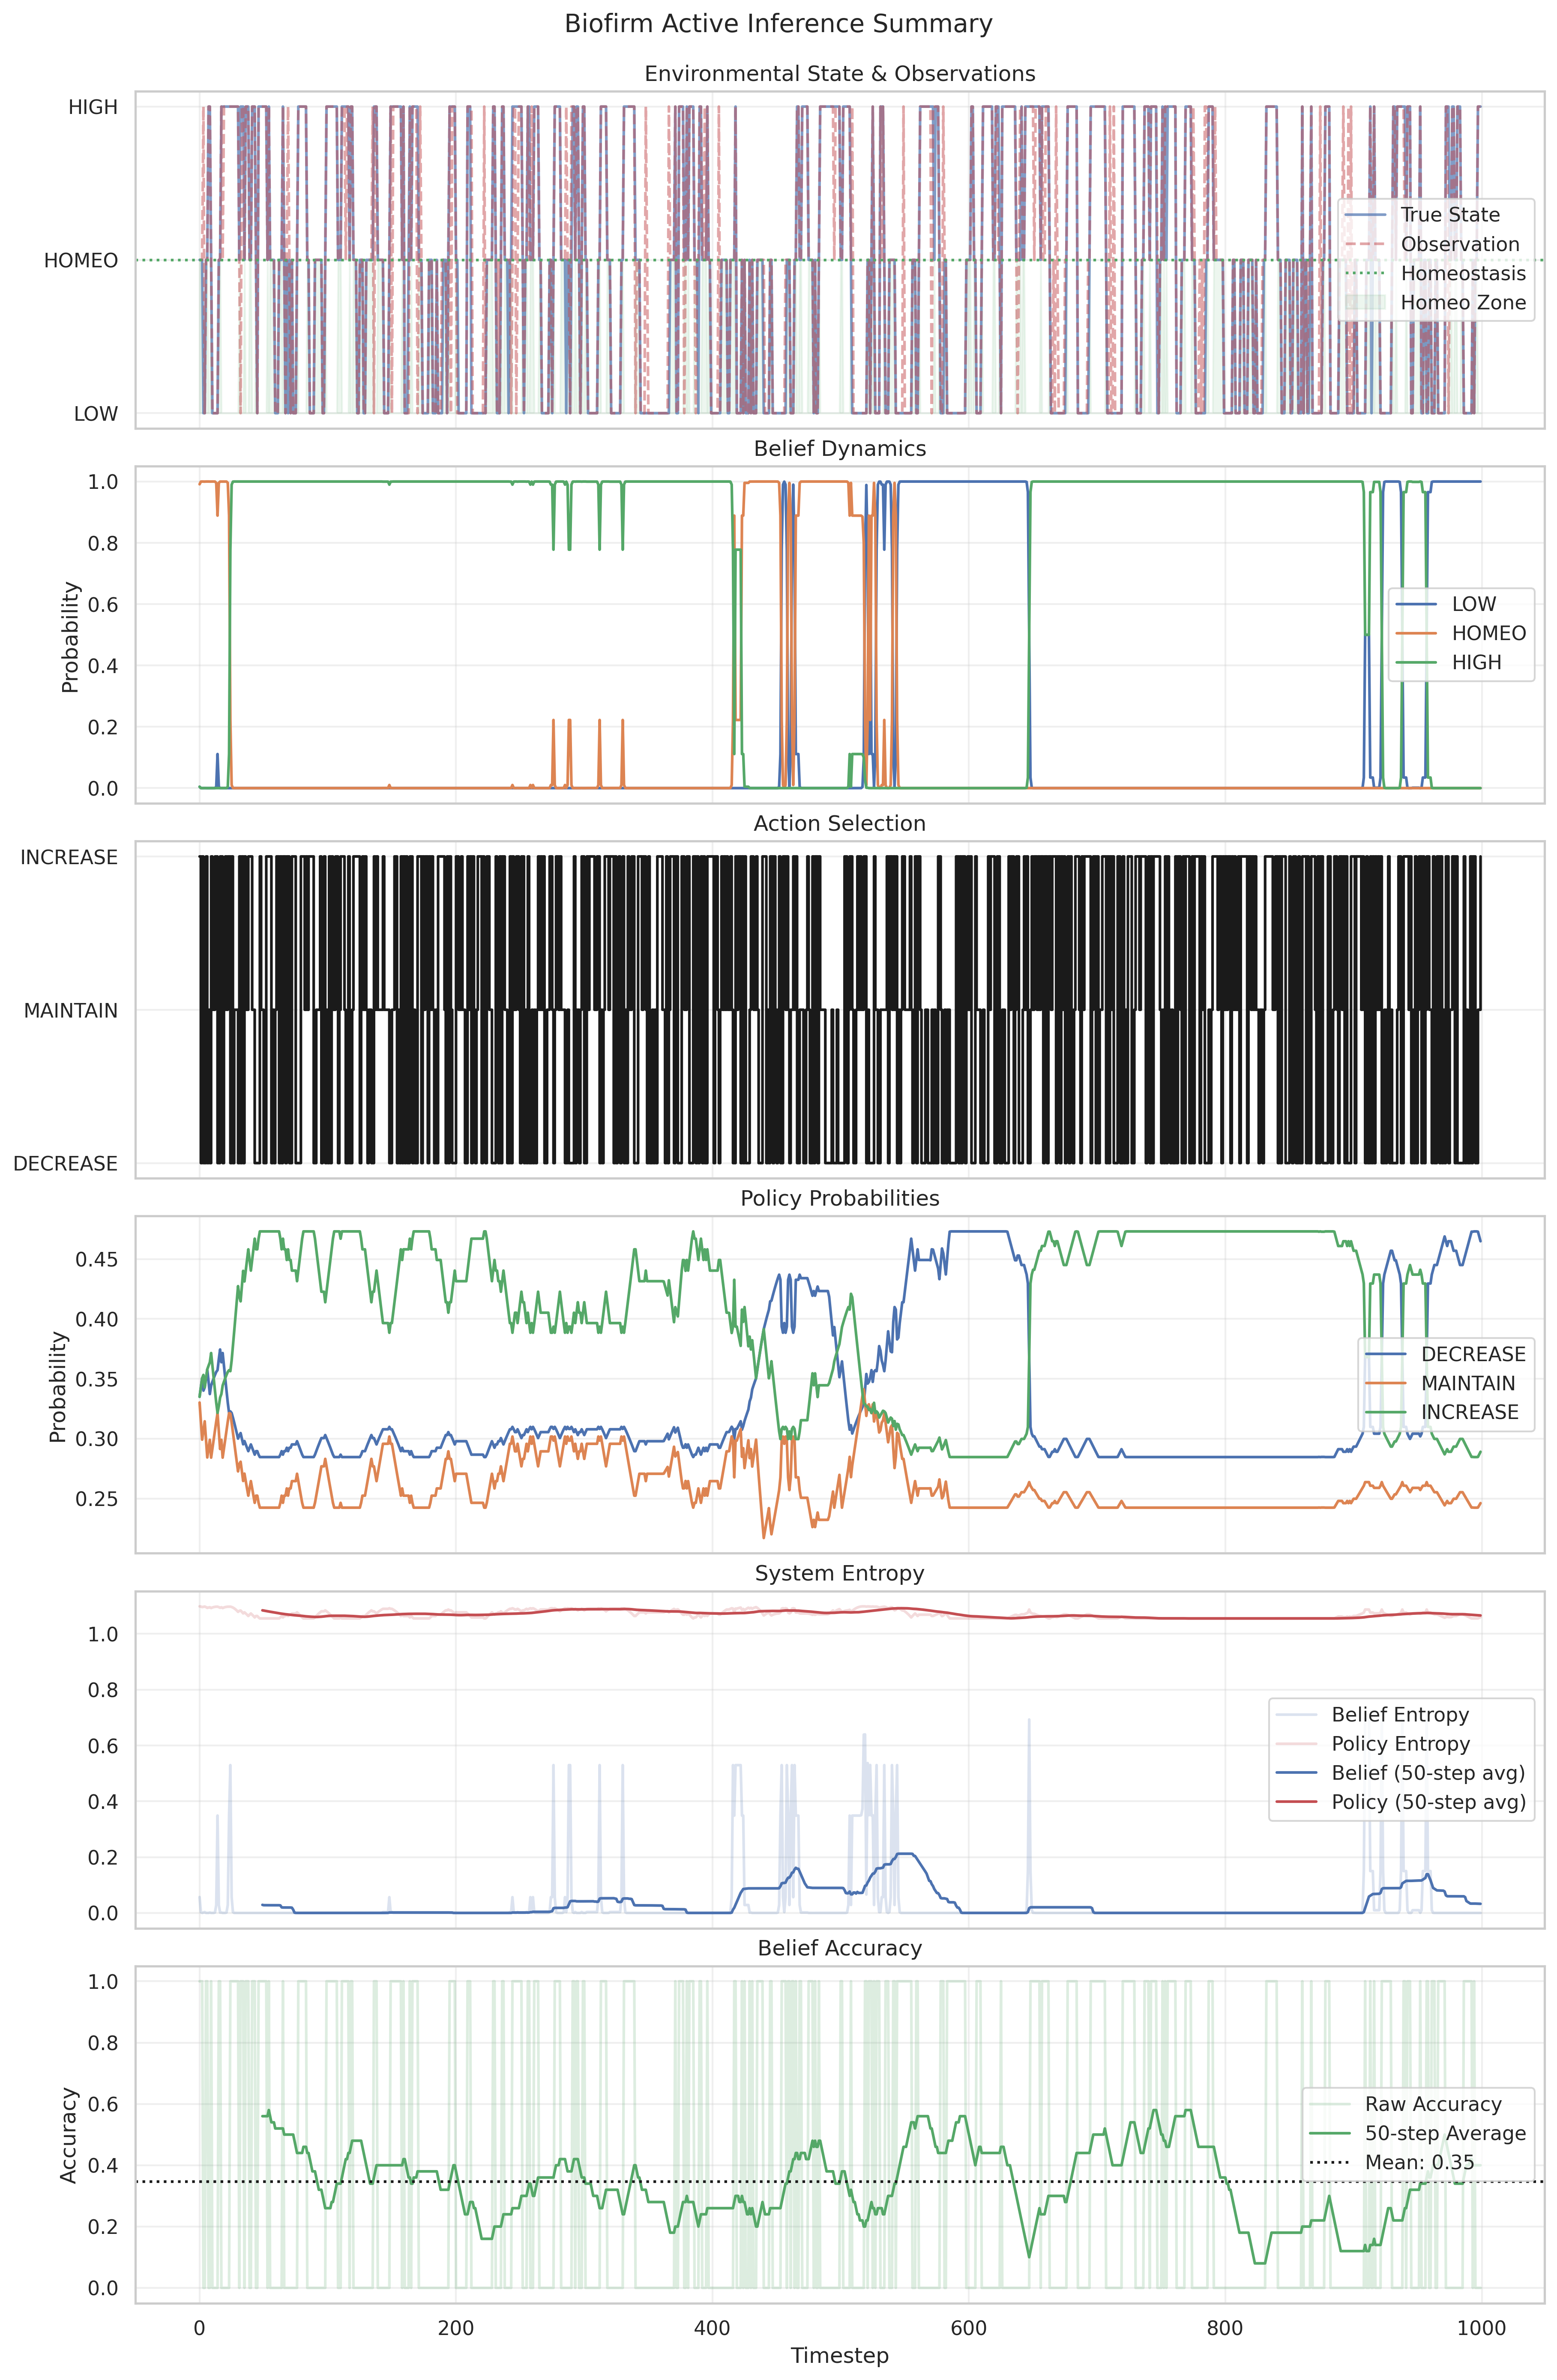 Biofirm Active Inference Summary
Environmental State & Observations
HIGH
HOMEO
LOW
True State
Observation
Homeostasis
Homeo Zone
Belief Dynamics
Probability
1.0
0.8
0.6
0.4
0.2
0.0
LOW
HOMEO
HIGH
Action Selection
INCREASE
MAINTAIN
DECREASE
Policy Probabilities
Probability
0.45
0.40
0.35
0.30
0.25
DECREASE
MAINTAIN
INCREASE
System Entropy
1.0
0.8
0.6
0.4
0.2
0.0
Belief Entropy
Policy Entropy
Belief (50-step avg)
Policy (50-step avg)
Belief Accuracy
Accuracy
1.0
0.8
0.6
0.4
0.2
0.0
Raw Accuracy
50-step Average
Mean: 0.35
0 200 400 600 800 1000
Timestep